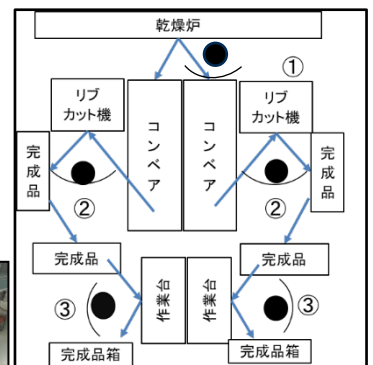 乾燥炉
①
リブ
カット機
コンベア
コンベア
リブ
カット機
完成品
完成品
②
②
完成品
完成品
作業台
作業台
③
③
完成品箱
完成品箱